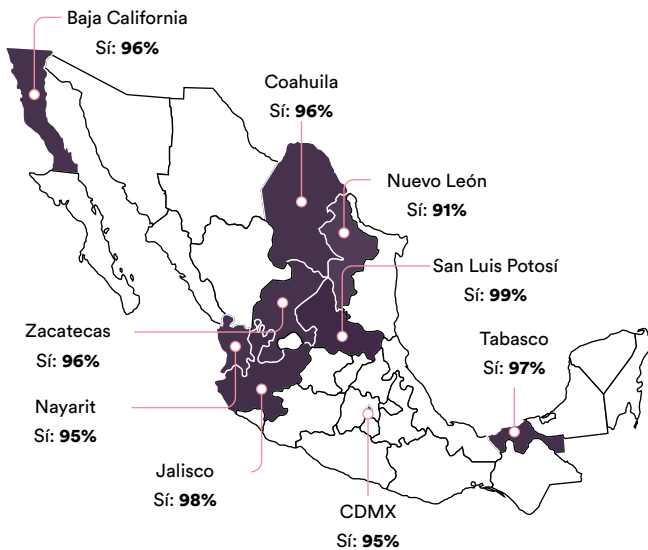 Baja California
Sí: 96%
Coahuila
Sí: 96%
Nuevo León
Sí: 91%
San Luis Potosí
Sí: 99%
Zacatecas
Sí: 96%
Tabasco
Sí: 97%
Nayarit
Sí: 95%
Jalisco
Sí: 98%
CDMX
Sí: 95%